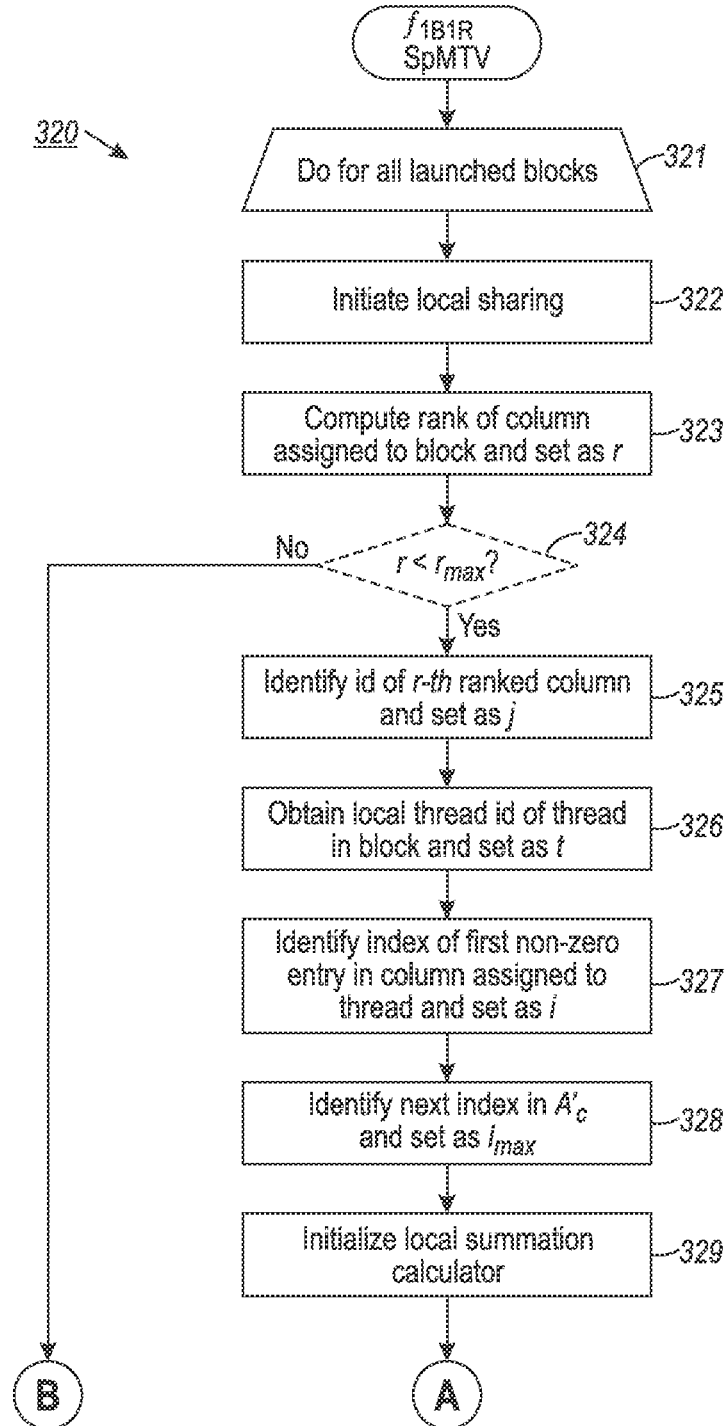 f1B1R
SpMTV
320
Do for all launched blocks
321
Initiate local sharing
322
Compute rank of column
assigned to block and set as r
323
324
No
r < rmax?
Yes
Identify id of r-th ranked column
and set as j
325
Obtain local thread id of thread
in block and set as t
326
Identify index of first non-zero
entry in column assigned to
thread and set as i
327
Identify next index in A'c
and set as Imax
328
Initialize local summation
calculator
329
B
A